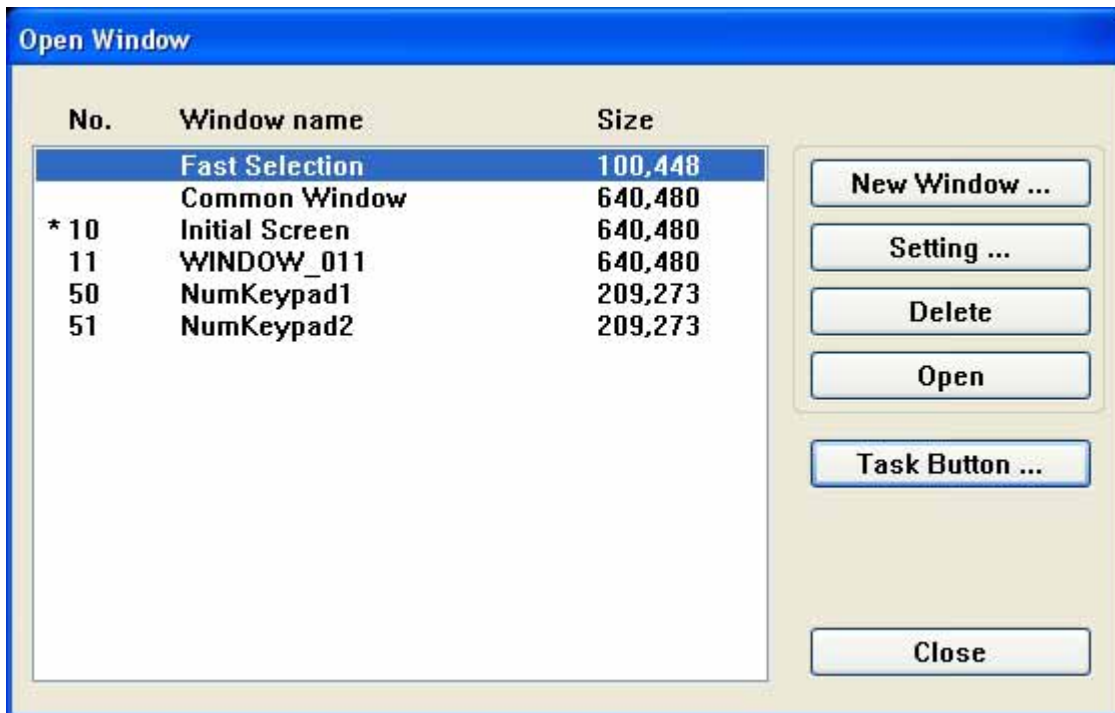 Open Window
No. Window name Size
Fast Selection 100,448
Common Window 640,480
* 10 Initial Screen 640,480
11 WINDOW_011 640,480
50 NumKeypad1 209,273
51 NumKeypad2 209,273
New Window ...
Setting ...
Delete
Open
Task Button ...
Close